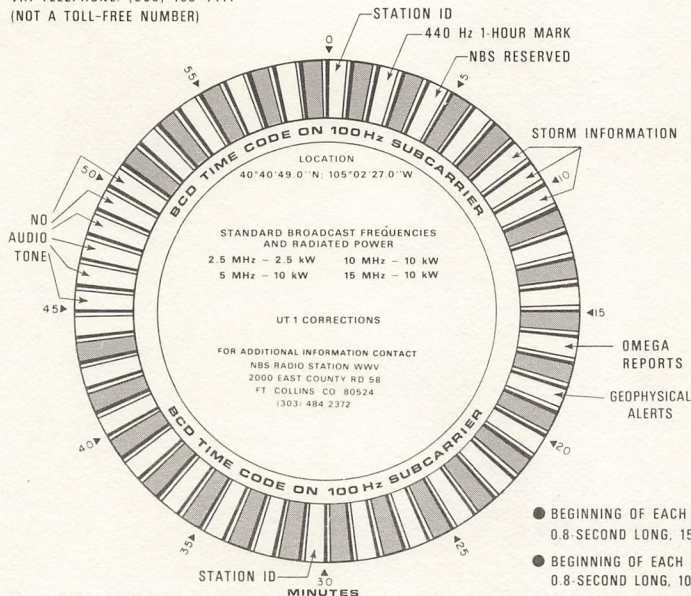 (NOT A TOLL-FREE NUMBER)
STATION ID
440 Hz 1-HOUR MARK
NBS RESERVED
0
5
55
STORM INFORMATION
10
50
NO
AUDIO
TONE
45
15
OMEGA
REPORTS
GEOPHYSICAL
ALERTS
20
40
BCD TIME CODE ON 100 Hz SUBCARRIER
LOCATION
40°40'49.0"N; 105°02'27.0"W
STANDARD BROADCAST FREQUENCIES
AND RADIATED POWER
2.5 MHz – 2.5 kW 10 MHz – 10 kW
5 MHz – 10 kW 15 MHz – 10 kW
UT 1 CORRECTIONS
FOR ADDITIONAL INFORMATION CONTACT
NBS RADIO STATION WWV
2000 EAST COUNTY RD 58
FT COLLINS CO 80524
(303) 484 2372
BCD TIME CODE ON 100 Hz SUBCARRIER
35
25
STATION ID
30
MINUTES
● BEGINNING OF EACH
0.8-SECOND LONG, 15
● BEGINNING OF EACH
0.8-SECOND LONG, 10